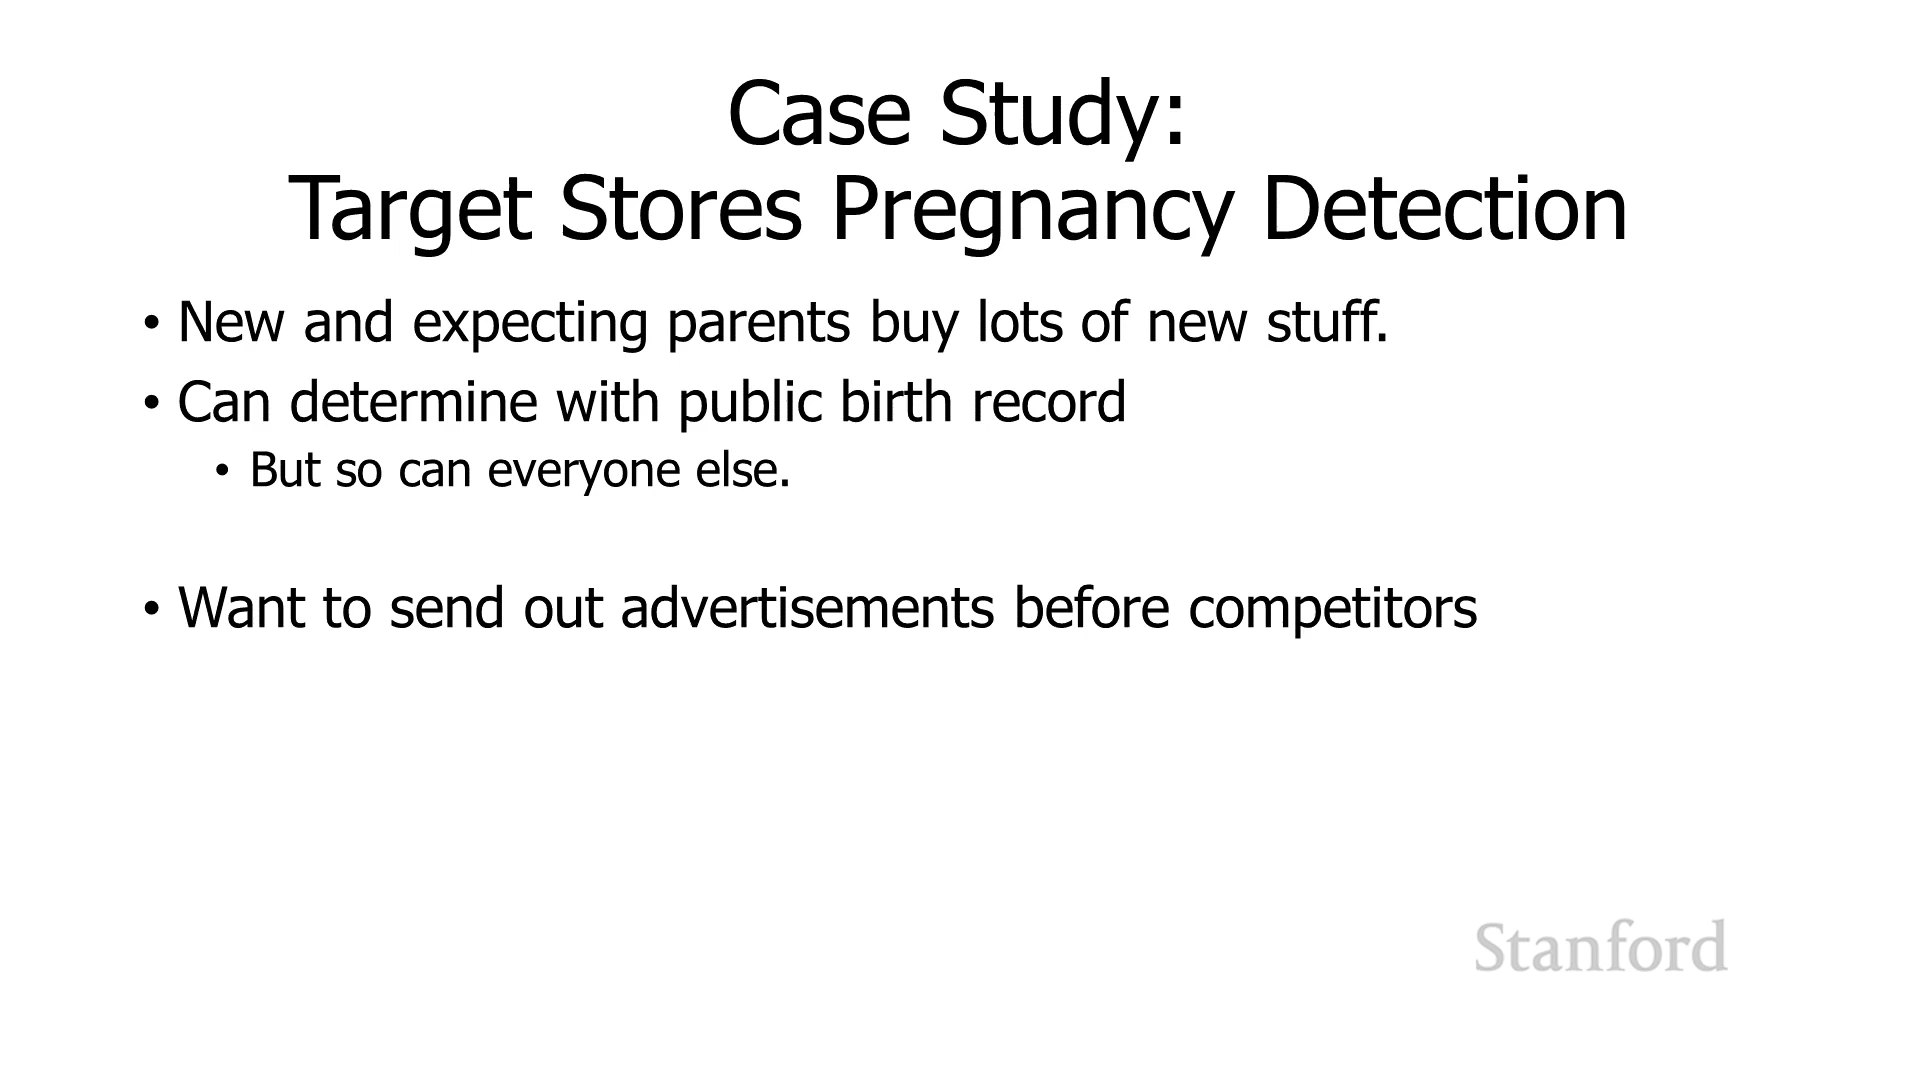 Case Study:
Target Stores Pregnancy Detection
• New and expecting parents buy lots of new stuff.
• Can determine with public birth record
• But so can everyone else.
• Want to send out advertisements before competitors
Stanford